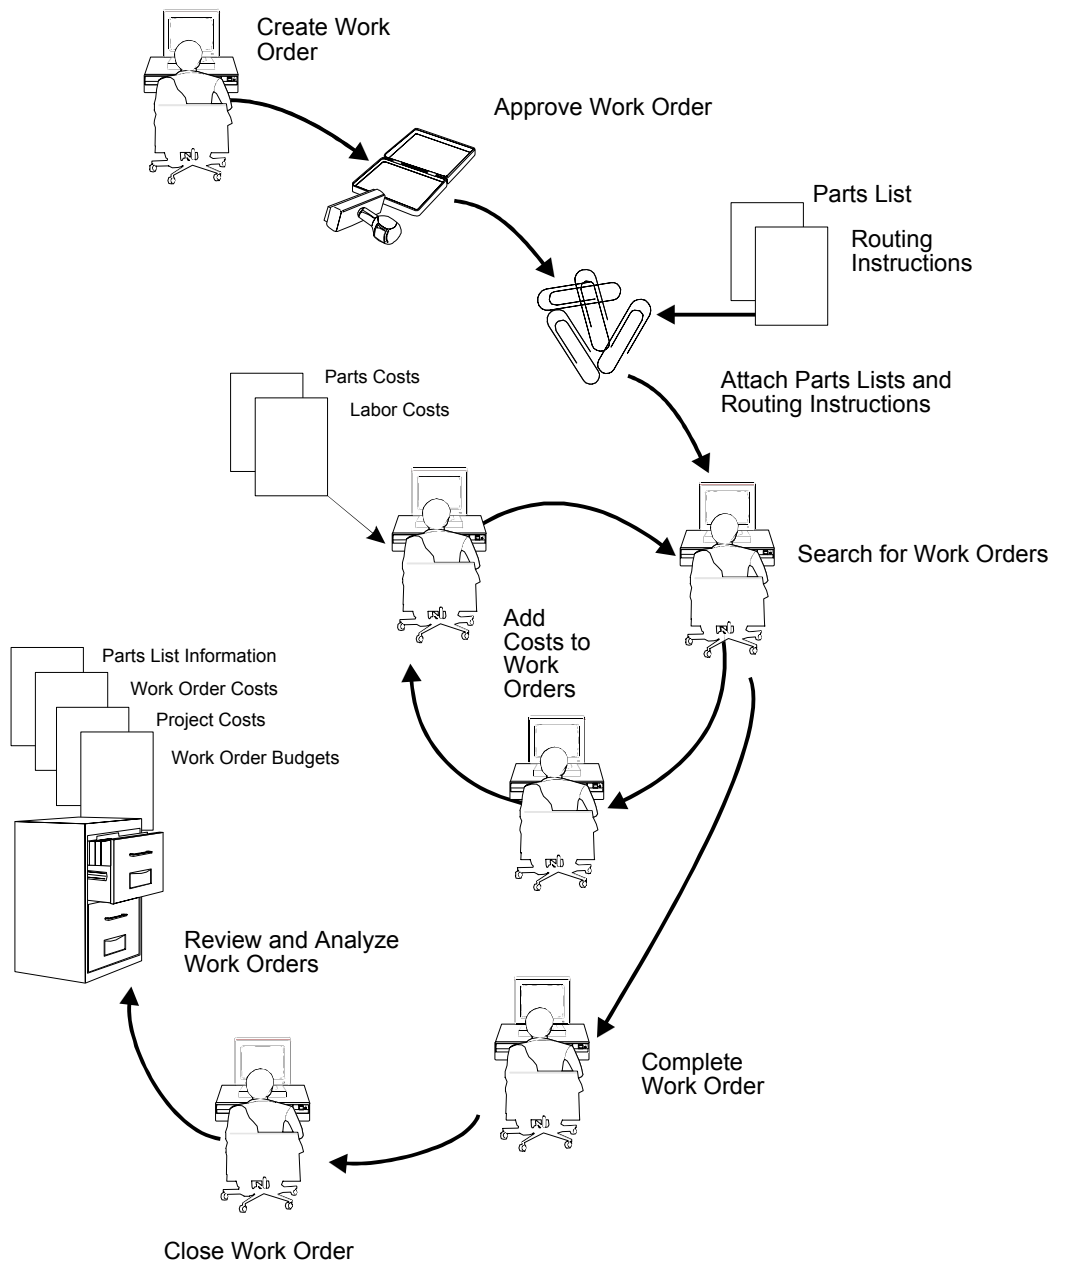 Create Work
Order
Approve Work Order
Parts List
Routing
Instructions
Attach Parts Lists and
Routing Instructions
Parts Costs
Labor Costs
Search for Work Orders
Add
Costs to
Work
Orders
Parts List Information
Work Order Costs
Project Costs
Work Order Budgets
Review and Analyze
Work Orders
Complete
Work Order
Close Work Order